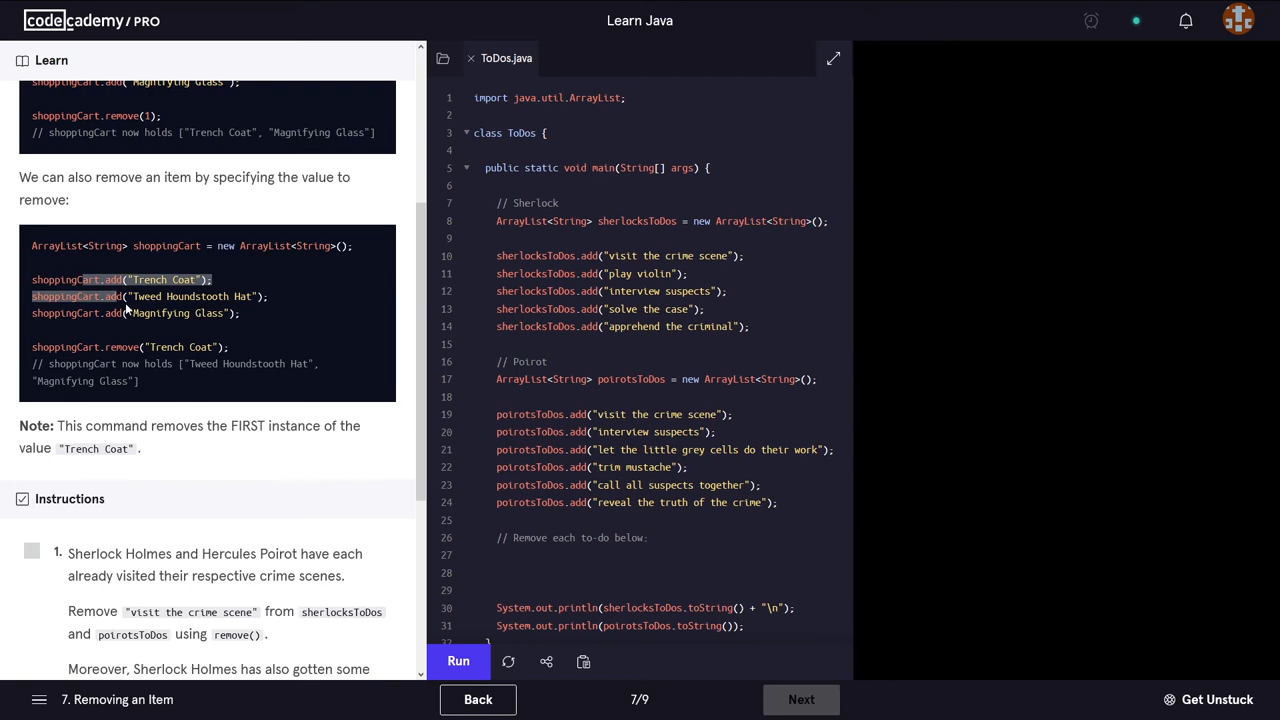 codecademy/PRO
Learn Java
Learn
shoppingCart.add("Magnifying Glass");
shoppingCart.remove(1);
// shoppingCart now holds ["Trench Coat", "Magnifying Glass"]
We can also remove an item by specifying the value to
remove:
ArrayList<String> shoppingCart = new ArrayList<String>();
shoppingCart.add("Trench Coat");
shoppingCart.add("Tweed Houndstooth Hat");
shoppingCart.add("Magnifying Glass");
shoppingCart.remove("Trench Coat");
// shoppingCart now holds ["Tweed Houndstooth Hat",
"Magnifying Glass"]
Note: This command removes the FIRST instance of the
value "Trench Coat".
Instructions
1. Sherlock Holmes and Hercules Poirot have each
already visited their respective crime scenes.
Remove "visit the crime scene" from sherlocksToDos
and poirotsToDos using remove().
Moreover, Sherlock Holmes has also gotten some
7. Removing an Item
ToDos.java
1 import java.util.ArrayList;
2
3 class ToDos {
4
5 public static void main(String[] args) {
6
7 // Sherlock
8 ArrayList<String> sherlocksToDos = new ArrayList<String>();
9
10 sherlocksToDos.add("visit the crime scene");
11 sherlocksToDos.add("play violin");
12 sherlocksToDos.add("interview suspects");
13 sherlocksToDos.add("solve the case");
14 sherlocksToDos.add("apprehend the criminal");
15
16 // Poirot
17 ArrayList<String> poirotsToDos = new ArrayList<String>();
18
19 poirotsToDos.add("visit the crime scene");
20 poirotsToDos.add("interview suspects");
21 poirotsToDos.add("let the little grey cells do their work");
22 poirotsToDos.add("trim mustache");
23 poirotsToDos.add("call all suspects together");
24 poirotsToDos.add("reveal the truth of the crime");
25
26 // Remove each to-do below:
27
28
29
30 System.out.println(sherlocksToDos.toString() + "\n");
31 System.out.println(poirotsToDos.toString());
32 }
Run
Back
7/9
Next
Get Unstuck